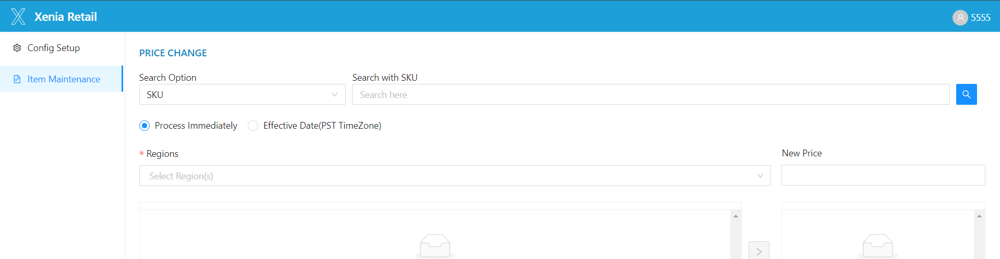 Xenia Retail
5555
Config Setup
Item Maintenance
PRICE CHANGE
Search Option
Search with SKU
SKU
Search here
Process Immediately
Effective Date(PST TimeZone)
* Regions
New Price
Select Region(s)